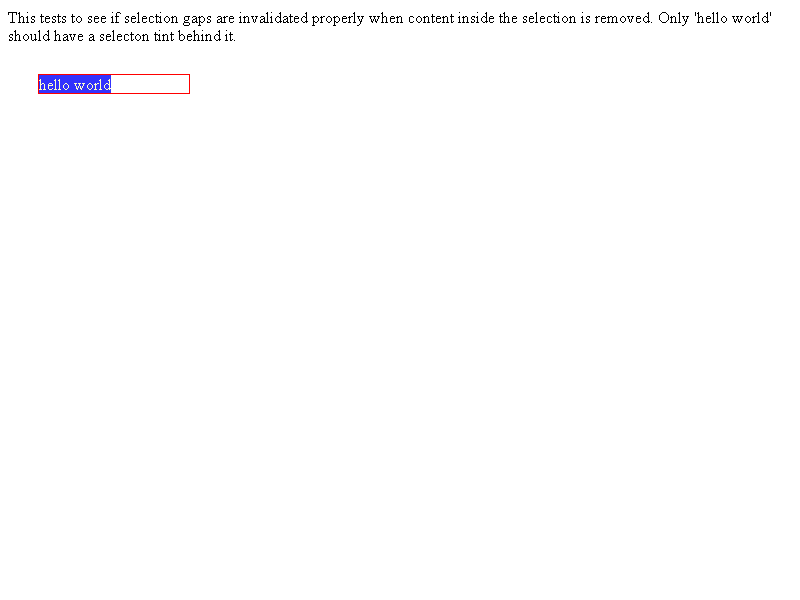 This tests to see if selection gaps are invalidated properly when content inside the selection is removed. Only 'hello world'
should have a selecton tint behind it.
hello world